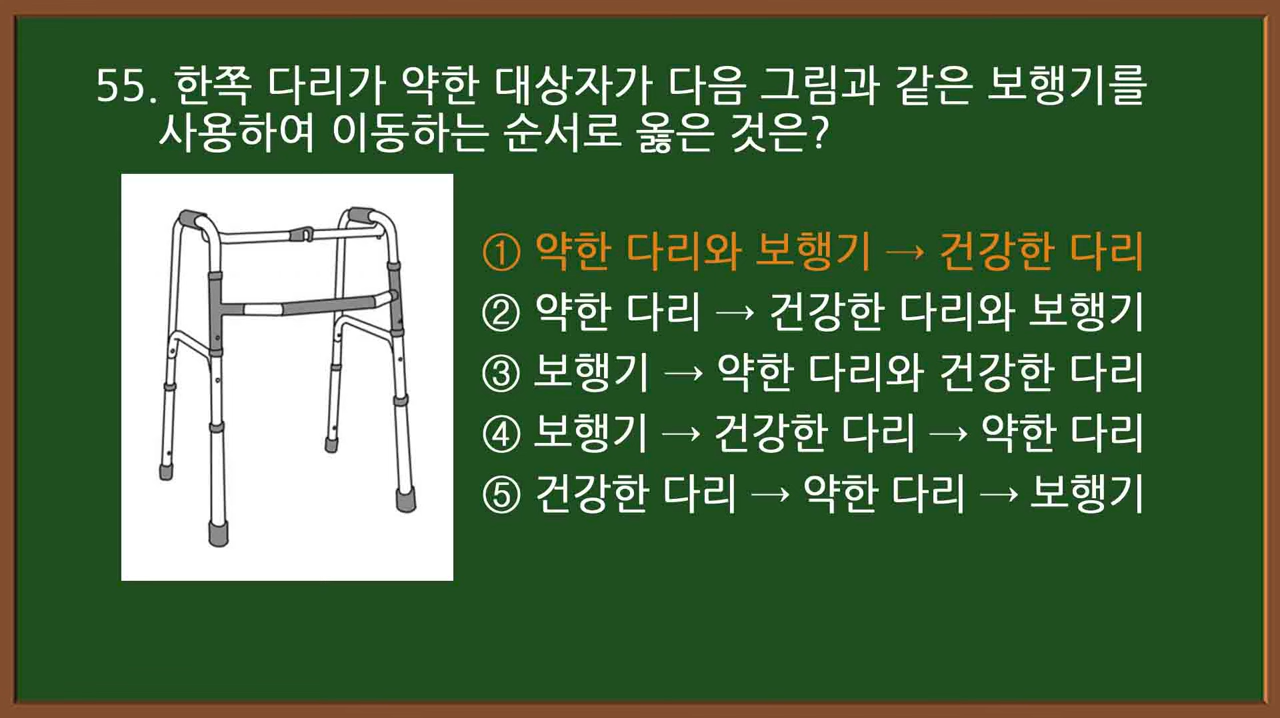 55. 한쪽 다리가 약한 대상자가 다음 그림과 같은 보행기를
사용하여 이동하는 순서로 옳은 것은?
① 약한 다리와 보행기 → 건강한 다리
② 약한 다리 → 건강한 다리와 보행기
③ 보행기 → 약한 다리와 건강한 다리
④ 보행기 → 건강한 다리 → 약한 다리
⑤ 건강한 다리 → 약한 다리 → 보행기